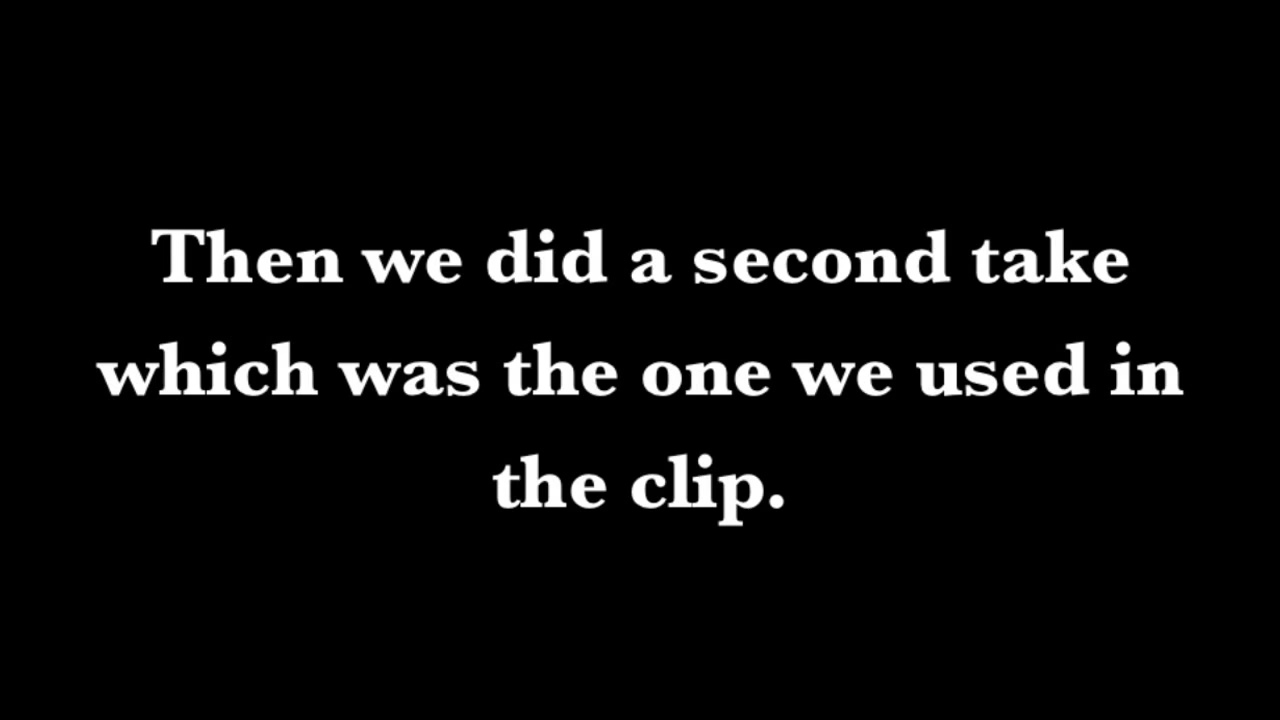 Then we did a second take
which was the one we used in
the clip.